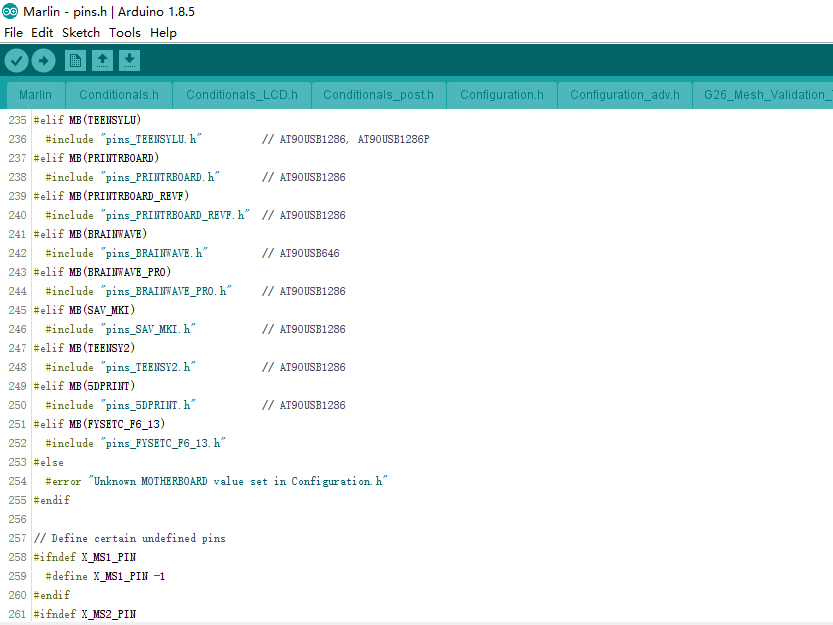 Marlin - pins.h | Arduino 1.8.5
File Edit Sketch Tools Help
Marlin Conditionals.h Conditionals_LCD.h Conditionals_post.h Configuration.h Configuration_adv.h G26_Mesh_Validation_
235 #elif MB(TEENSYLU)
236 #include "pins_TEENSYLU.h" // AT90USB1286, AT90USB1286P
237 #elif MB(PRINTRBOARD)
238 #include "pins_PRINTRBOARD.h" // AT90USB1286
239 #elif MB(PRINTRBOARD_REVF)
240 #include "pins_PRINTRBOARD_REVF.h" // AT90USB1286
241 #elif MB(BRAINWAVE)
242 #include "pins_BRAINWAVE.h" // AT90USB646
243 #elif MB(BRAINWAVE_PRO)
244 #include "pins_BRAINWAVE_PRO.h" // AT90USB1286
245 #elif MB(SAV_MKI)
246 #include "pins_SAV_MKI.h" // AT90USB1286
247 #elif MB(TEENSY2)
248 #include "pins_TEENSY2.h" // AT90USB1286
249 #elif MB(5DPRINT)
250 #include "pins_5DPRINT.h" // AT90USB1286
251 #elif MB(FYSETC_F6_13)
252 #include "pins_FYSETC_F6_13.h"
253 #else
254 #error "Unknown MOTHERBOARD value set in Configuration.h"
255 #endif
256
257 // Define certain undefined pins
258 #ifndef X_MS1_PIN
259 #define X_MS1_PIN -1
260 #endif
261 #ifndef X_MS2_PIN